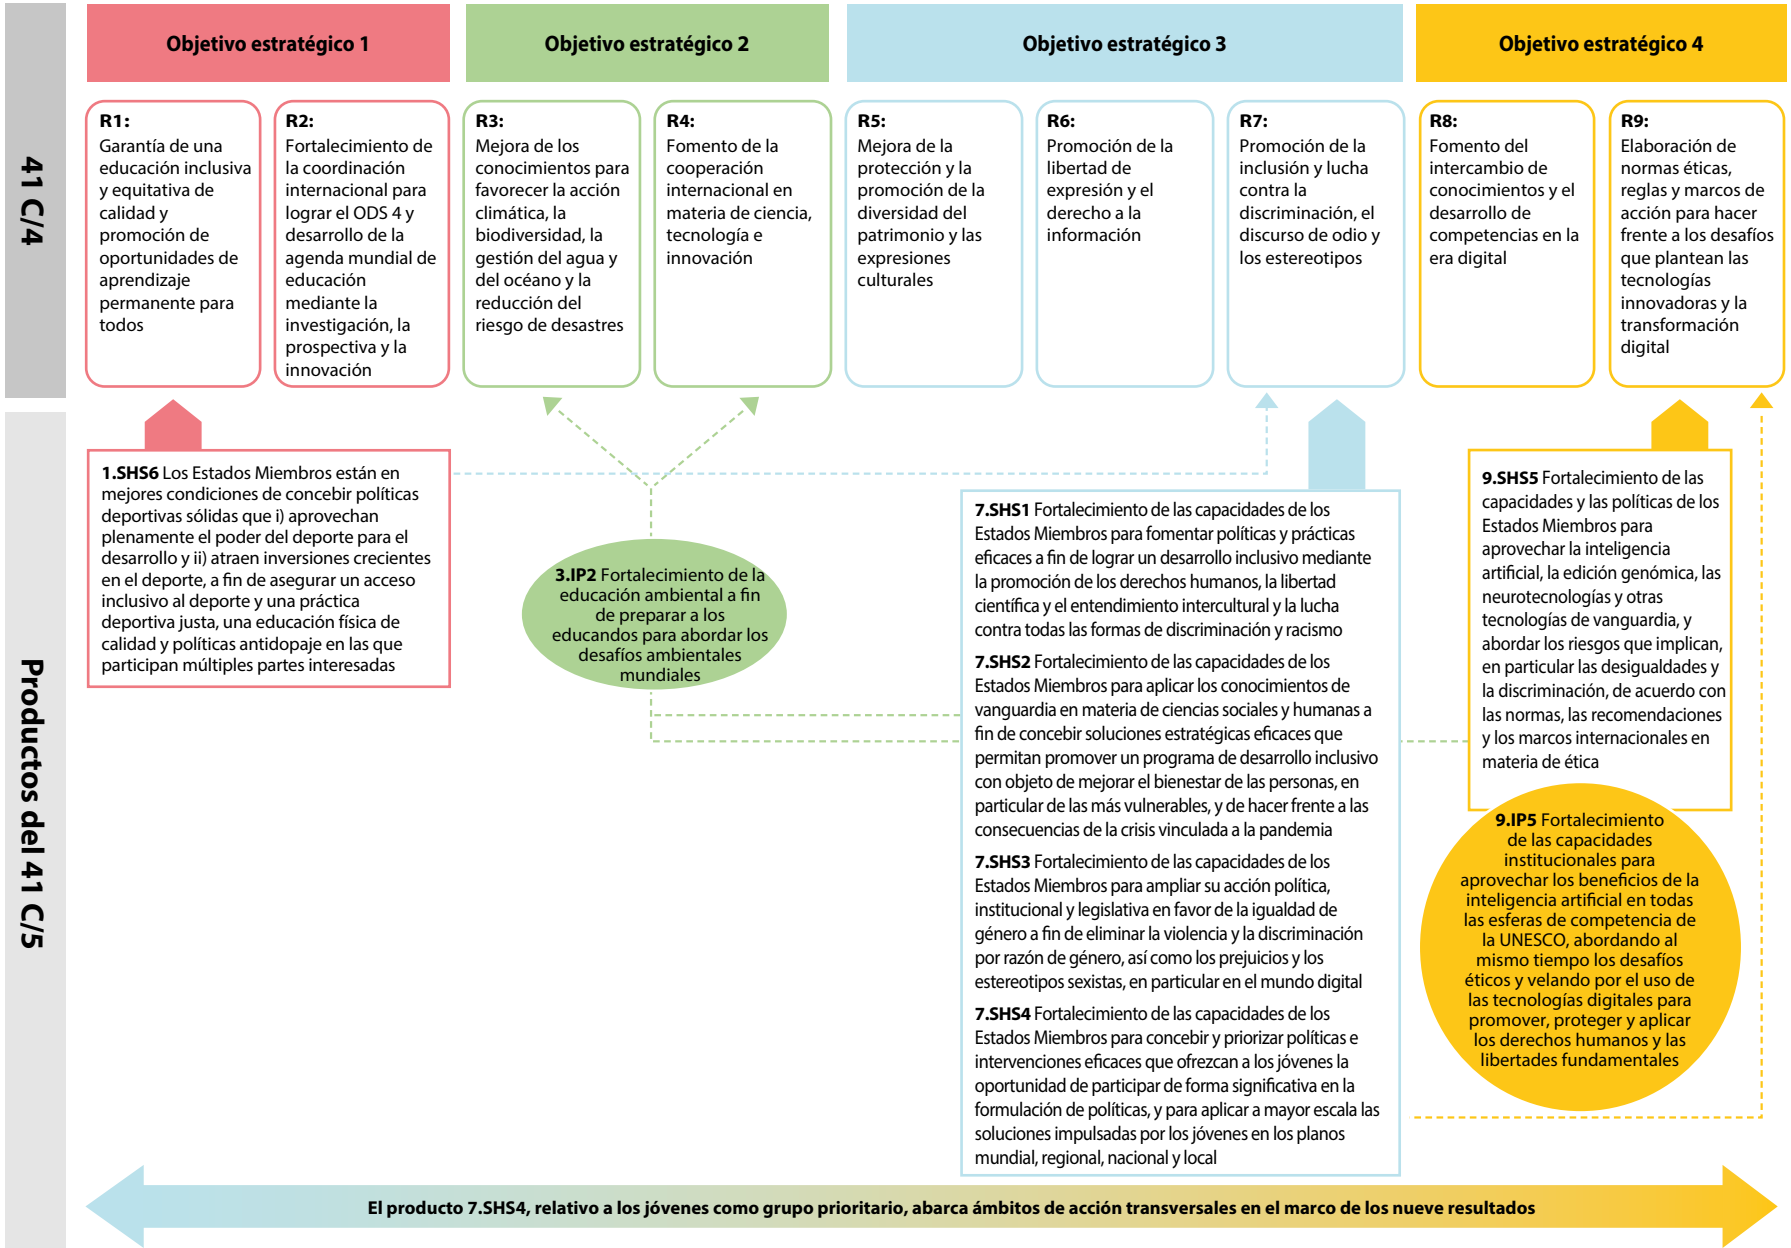 41 C/4
Objetivo estratégico 1
Objetivo estratégico 2
Objetivo estratégico 3
Objetivo estratégico 4
R1:
Garantía de una
educación inclusiva
y equitativa de
calidad y
promoción de
oportunidades de
aprendizaje
permanente para
todos
R2:
Fortalecimiento de
la coordinación
internacional para
lograr el ODS 4 y
desarrollo de la
agenda mundial de
educación
mediante la
investigación, la
prospectiva y la
innovación
R3:
Mejora de los
conocimientos para
favorecer la acción
climática, la
biodiversidad, la
gestión del agua y
del océano y la
reducción del
riesgo de desastres
R4:
Fomento de la
cooperación
internacional en
materia de ciencia,
tecnología e
innovación
R5:
Mejora de la
protección y la
promoción de la
diversidad del
patrimonio y las
expresiones
culturales
R6:
Promoción de la
libertad de
expresión y el
derecho a la
información
R7:
Promoción de la
inclusión y lucha
contra la
discriminación, el
discurso de odio y
los estereotipos
R8:
Fomento del
intercambio de
conocimientos y el
desarrollo de
competencias en la
era digital
R9:
Elaboración de
normas éticas,
reglas y marcos de
acción para hacer
frente a los desafíos
que plantean las
tecnologías
innovadoras y la
transformación
digital
Productos del 41 C/5
1.SHS6 Los Estados Miembros están en
mejores condiciones de concebir políticas
deportivas sólidas que i) aprovechan
plenamente el poder del deporte para el
desarrollo y ii) atraen inversiones crecientes
en el deporte, a fin de asegurar un acceso
inclusivo al deporte y una práctica
deportiva justa, una educación física de
calidad y políticas antidopaje en las que
participan múltiples partes interesadas
3.IP2 Fortalecimiento de la
educación ambiental a fin
de preparar a los
educandos para abordar los
desafíos ambientales
mundiales
7.SHS1 Fortalecimiento de las capacidades de los
Estados Miembros para fomentar políticas y prácticas
eficaces a fin de lograr un desarrollo inclusivo mediante
la promoción de los derechos humanos, la libertad
científica y el entendimiento intercultural y la lucha
contra todas las formas de discriminación y racismo
7.SHS2 Fortalecimiento de las capacidades de los
Estados Miembros para aplicar los conocimientos de
vanguardia en materia de ciencias sociales y humanas a
fin de concebir soluciones estratégicas eficaces que
permitan promover un programa de desarrollo inclusivo
con objeto de mejorar el bienestar de las personas, en
particular de las más vulnerables, y de hacer frente a las
consecuencias de la crisis vinculada a la pandemia
7.SHS3 Fortalecimiento de las capacidades de los
Estados Miembros para ampliar su acción política,
institucional y legislativa en favor de la igualdad de
género a fin de eliminar la violencia y la discriminación
por razón de género, así como los prejuicios y los
estereotipos sexistas, en particular en el mundo digital
7.SHS4 Fortalecimiento de las capacidades de los
Estados Miembros para concebir y priorizar políticas e
intervenciones eficaces que ofrezcan a los jóvenes la
oportunidad de participar de forma significativa en la
formulación de políticas, y para aplicar a mayor escala las
soluciones impulsadas por los jóvenes en los planos
mundial, regional, nacional y local
9.SHS5 Fortalecimiento de las
capacidades y las políticas de los
Estados Miembros para
aprovechar la inteligencia
artificial, la edición genómica, las
neurotecnologías y otras
tecnologías de vanguardia, y
abordar los riesgos que implican,
en particular las desigualdades y
la discriminación, de acuerdo con
las normas, las recomendaciones
y los marcos internacionales en
materia de ética
9.IP5 Fortalecimiento
de las capacidades
institucionales para
aprovechar los beneficios de la
inteligencia artificial en todas
las esferas de competencia de
la UNESCO, abordando al
mismo tiempo los desafíos
éticos y velando por el uso de
las tecnologías digitales para
promover, proteger y aplicar
los derechos humanos y las
libertades fundamentales
El producto 7.SHS4, relativo a los jóvenes como grupo prioritario, abarca ámbitos de acción transversales en el marco de los nueve resultados